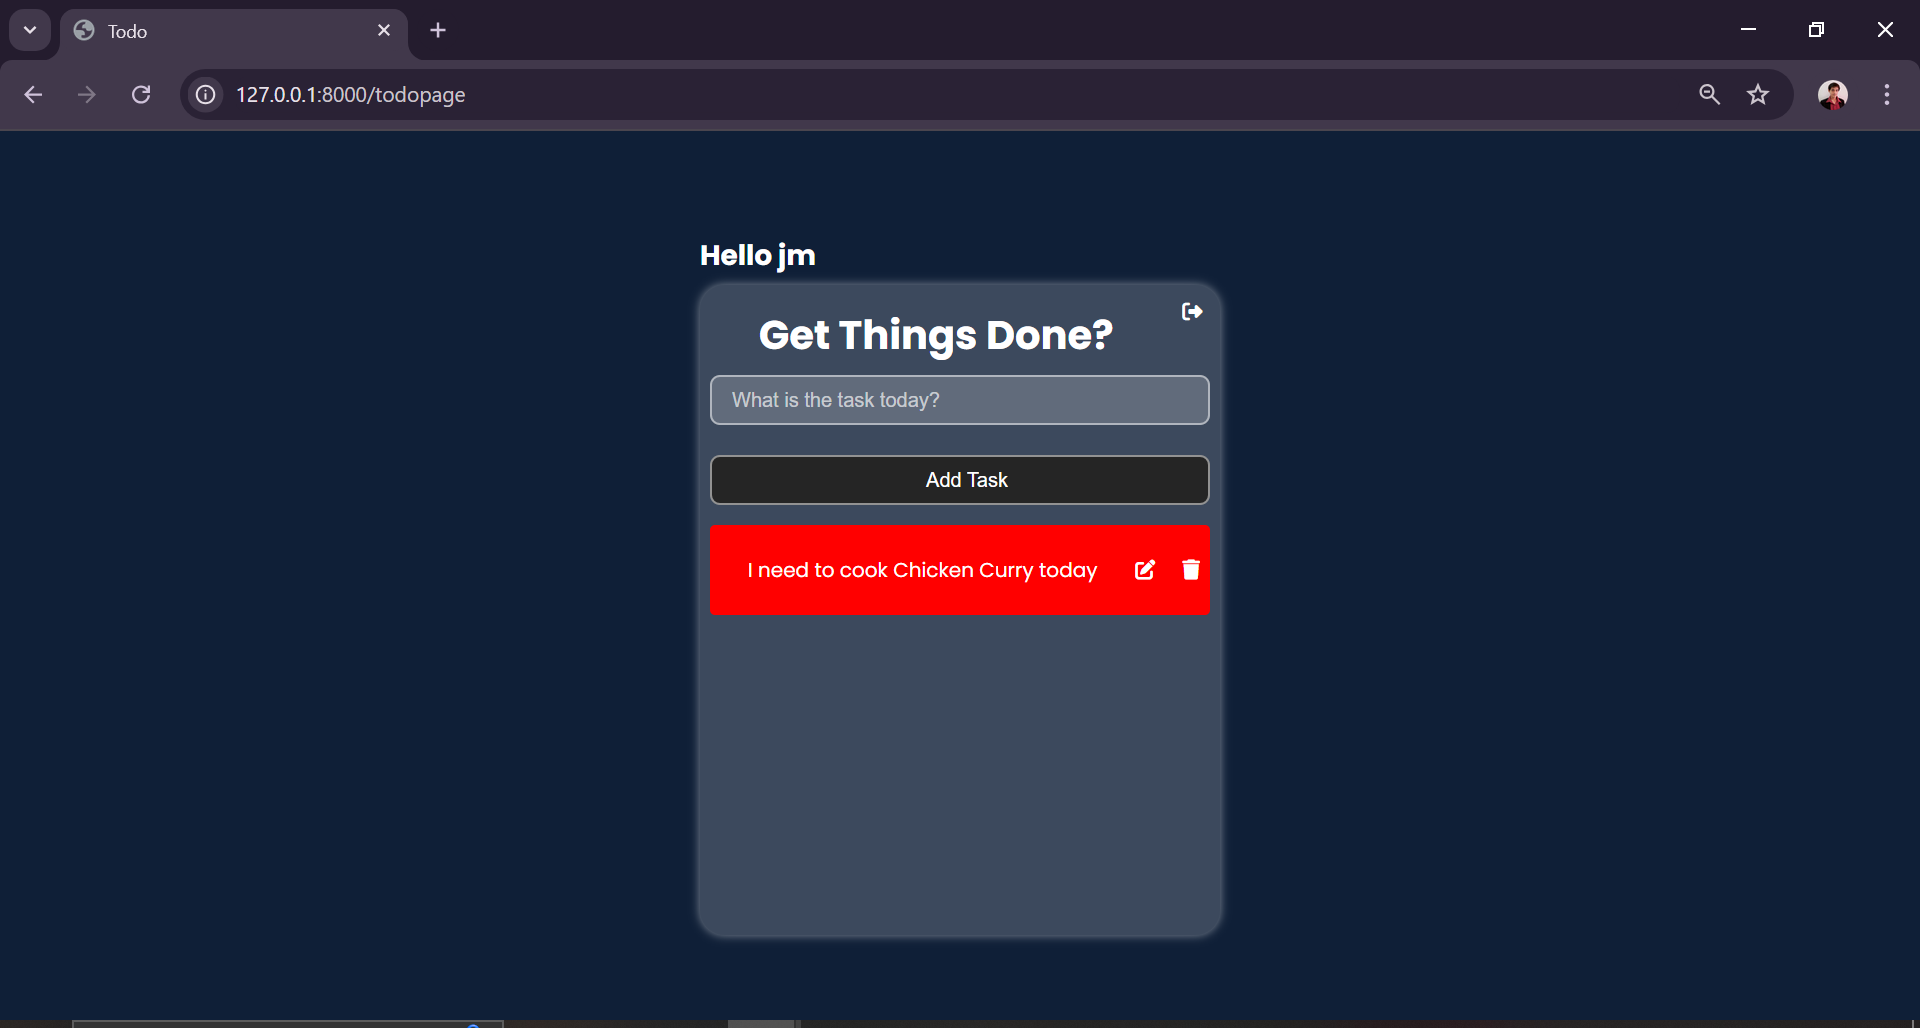 Todo
127.0.0.1:8000/todopage
Hello jm
Get Things Done?
What is the task today?
Add Task
I need to cook Chicken Curry today